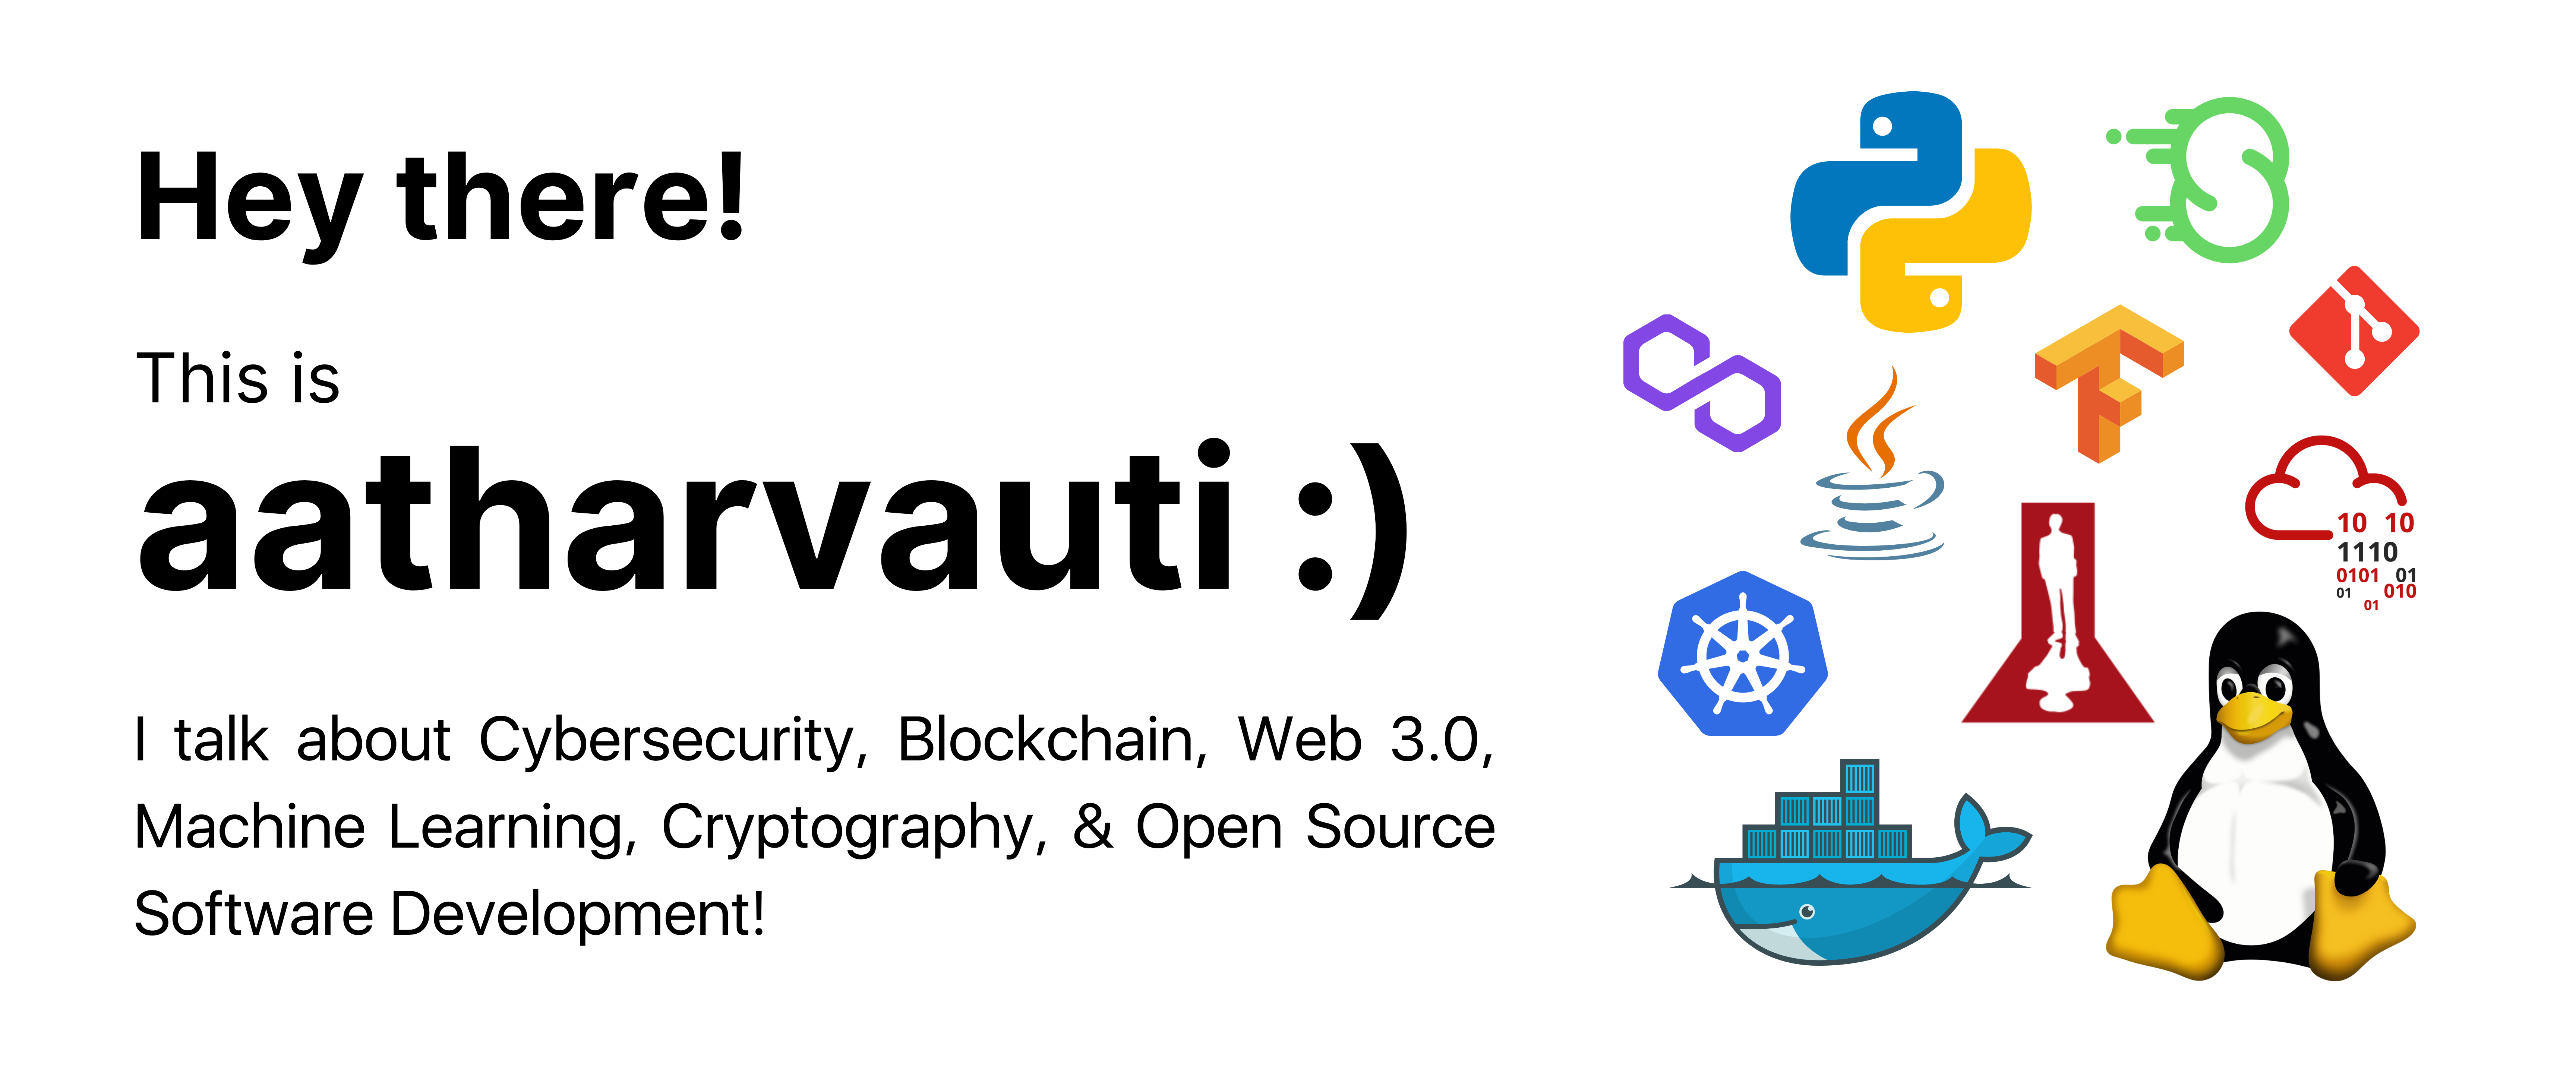 Hey there!
This is
aatharvauti :)
I talk about Cybersecurity, Blockchain, Web 3.0,
Machine Learning, Cryptography, & Open Source
Software Development!
10 10
1110
0101 01
01 010
01